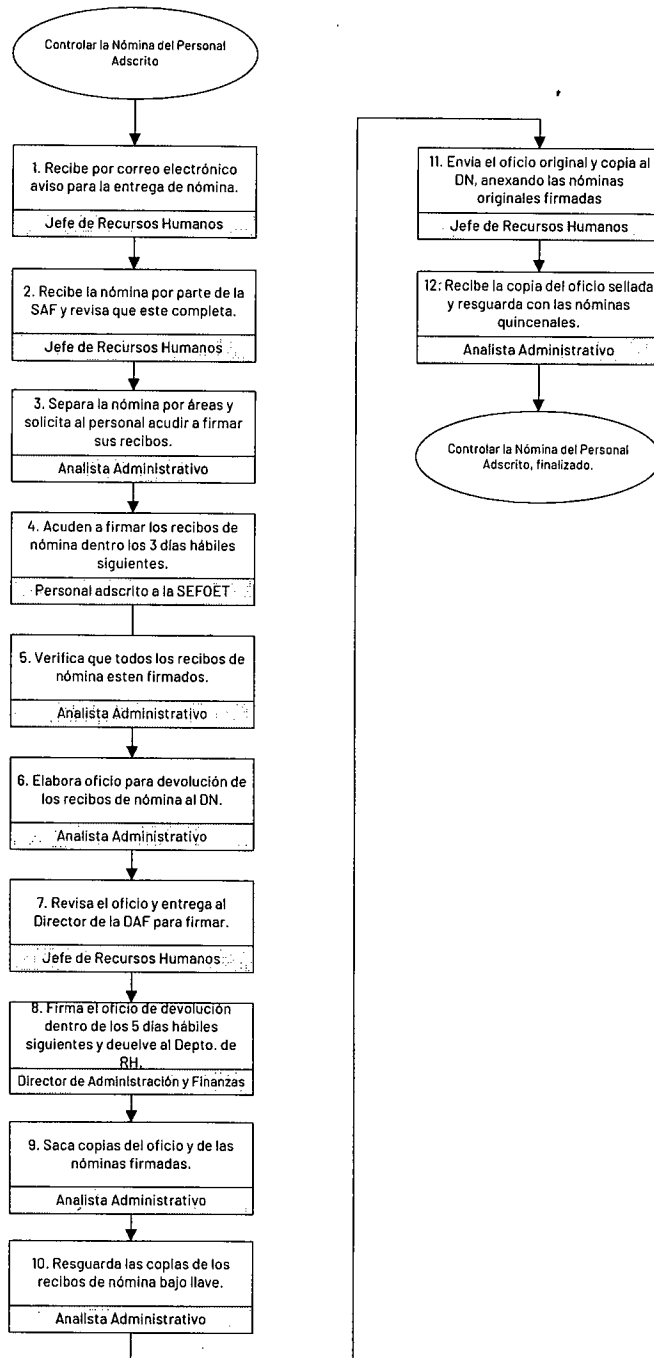 Controlar la Nómina del Personal
Adscrito
1. Recibe por correo electrónico
aviso para la entrega de nómina.
Jefe de Recursos Humanos
2. Recibe la nómina por parte de la
SAF y revisa que este completa.
Jefe de Recursos Humanos
3. Separa la nómina por áreas y
solicita al personal acudir a firmar
sus recibos.
Analista Administrativo
4. Acuden a firmar los recibos de
nómina dentro los 3 días hábiles
siguientes.
Personal adscrito a la SEFOET
5. Verifica que todos los recibos de
nómina esten firmados.
Analista Administrativo
6. Elabora oficio para devolución de
los recibos de nómina al DN.
Analista Administrativo
7. Revisa el oficio y entrega al
Director de la DAF para firmar.
Jefe de Recursos Humanos
8. Firma el oficio de devolución
dentro de los 5 días hábiles
siguientes y deuelve al Depto. de
RH.
Director de Administración y Finanzas
9. Saca copias del oficio y de las
nóminas firmadas.
Analista Administrativo
10. Resguarda las copias de los
recibos de nómina bajo llave.
Analista Administrativo
11. Envía el oficio original y copia al
DN, anexando las nóminas
originales firmadas
Jefe de Recursos Humanos
12: Recibe la copia del oficio sellada
y resguarda con las nóminas
quincenales.
Analista Administrativo
Controlar la Nómina del Personal
Adscrito, finalizado.